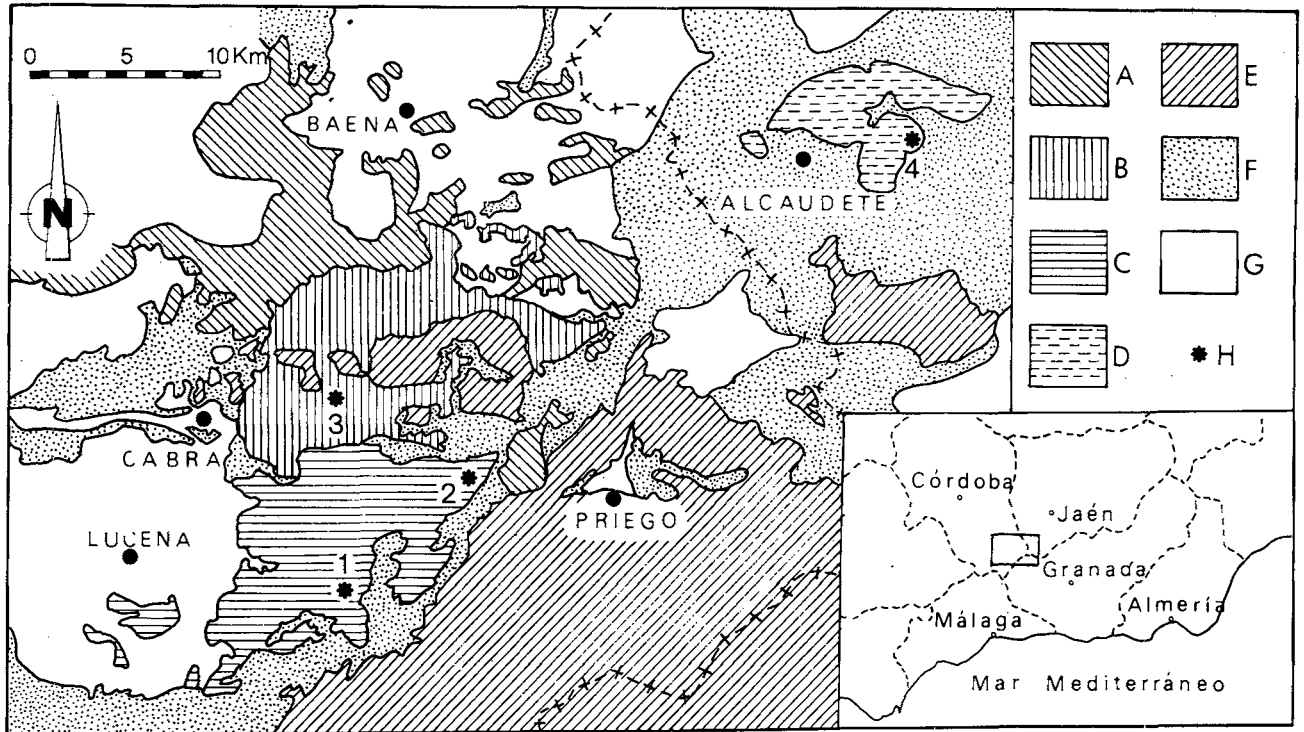 0 5 10Km
N
BAENA
ALCAUDETE
CABRA
LUCENA
PRIEGO
1
2
3
4
A
B
C
D
E
F
G
H
Córdoba
Jaén
Granada
Málaga
Almería
Mar Mediterráneo